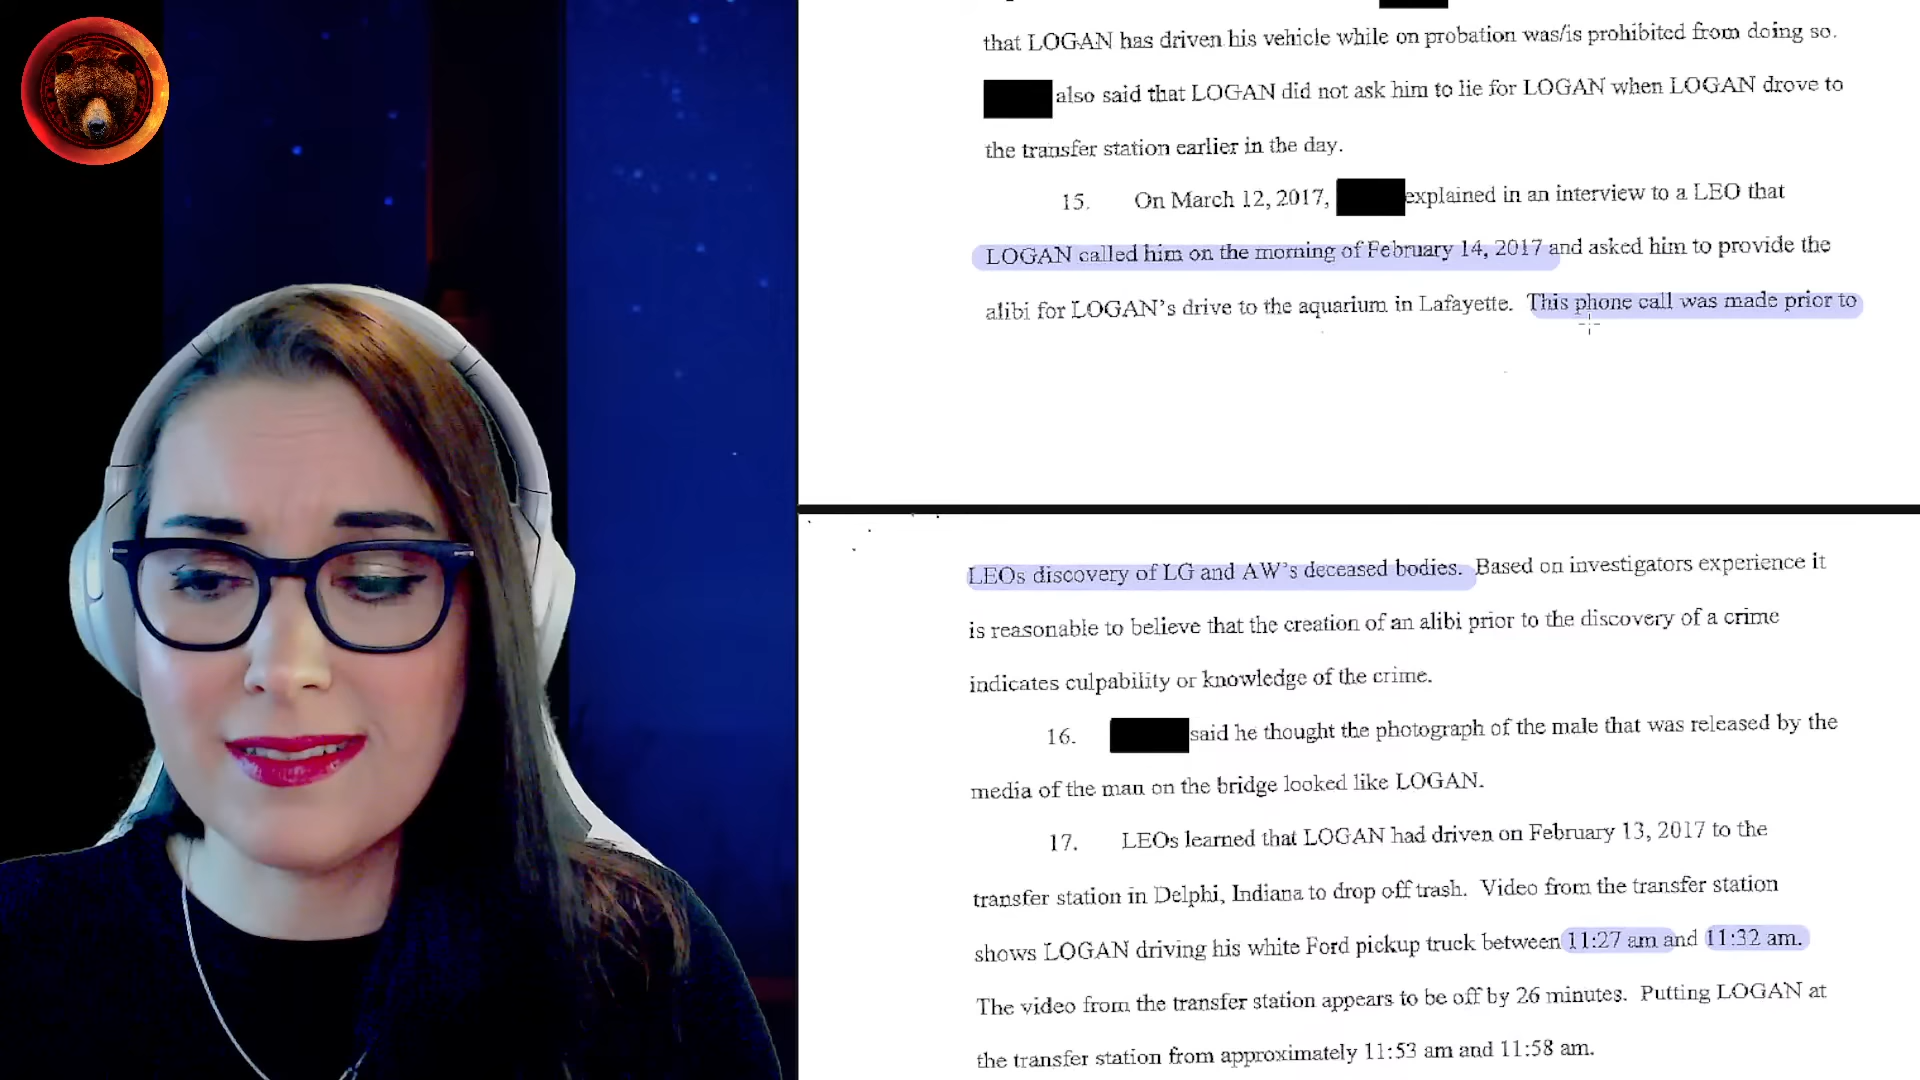 that LOGAN has driven his vehicle while on probation was/is prohibited from doing so.
also said that LOGAN did not ask him to lie for LOGAN when LOGAN drove to
the transfer station earlier in the day.
15. On March 12, 2017, explained in an interview to a LEO that
LOGAN called him on the morning of February 14, 2017 and asked him to provide the
alibi for LOGAN's drive to the aquarium in Lafayette. This phone call was made prior to
LEOs discovery of LG and AW's deceased bodies. Based on investigators experience it
is reasonable to believe that the creation of an alibi prior to the discovery of a crime
indicates culpability or knowledge of the crime.
16. said he thought the photograph of the male that was released by the
media of the man on the bridge looked like LOGAN.
17. LEOs learned that LOGAN had driven on February 13, 2017 to the
transfer station in Delphi, Indiana to drop off trash. Video from the transfer station
shows LOGAN driving his white Ford pickup truck between 11:27 am and 11:32 am.
The video from the transfer station appears to be off by 26 minutes. Putting LOGAN at
the transfer station from approximately 11:53 am and 11:58 am.